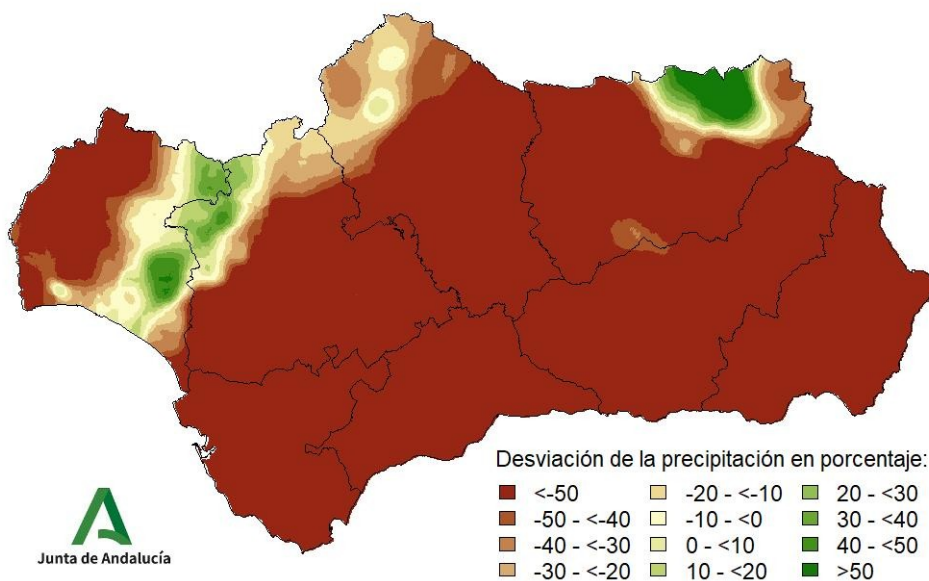 Desviación de la precipitación en porcentaje:
<-50
-20 - <-10
20 - <30
-50 - <-40
-10 - <0
30 - <40
-40 - <-30
0 - <10
40 - <50
-30 - <-20
10 - <20
>50
Junta de Andalucía